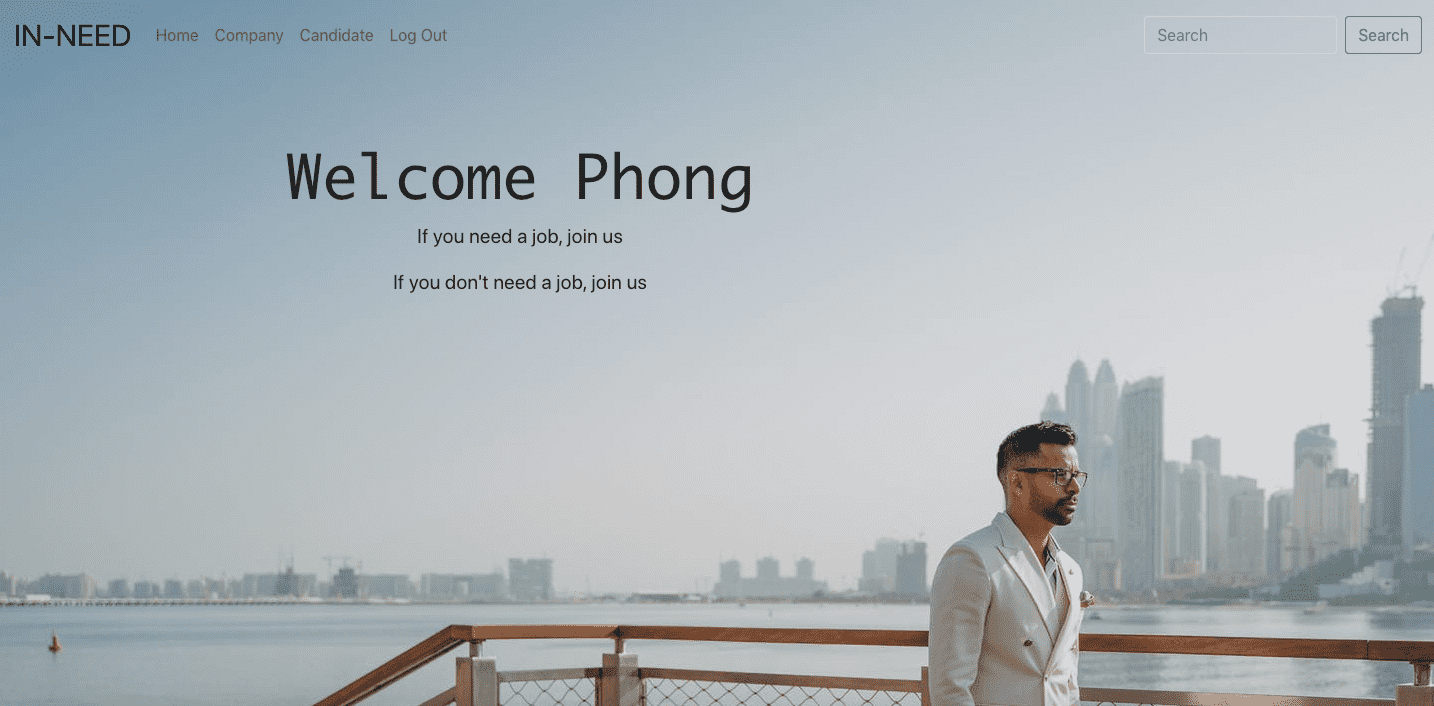 IN-NEED Home Company Candidate Log Out Search Search
Welcome Phong
If you need a job, join us
If you don't need a job, join us